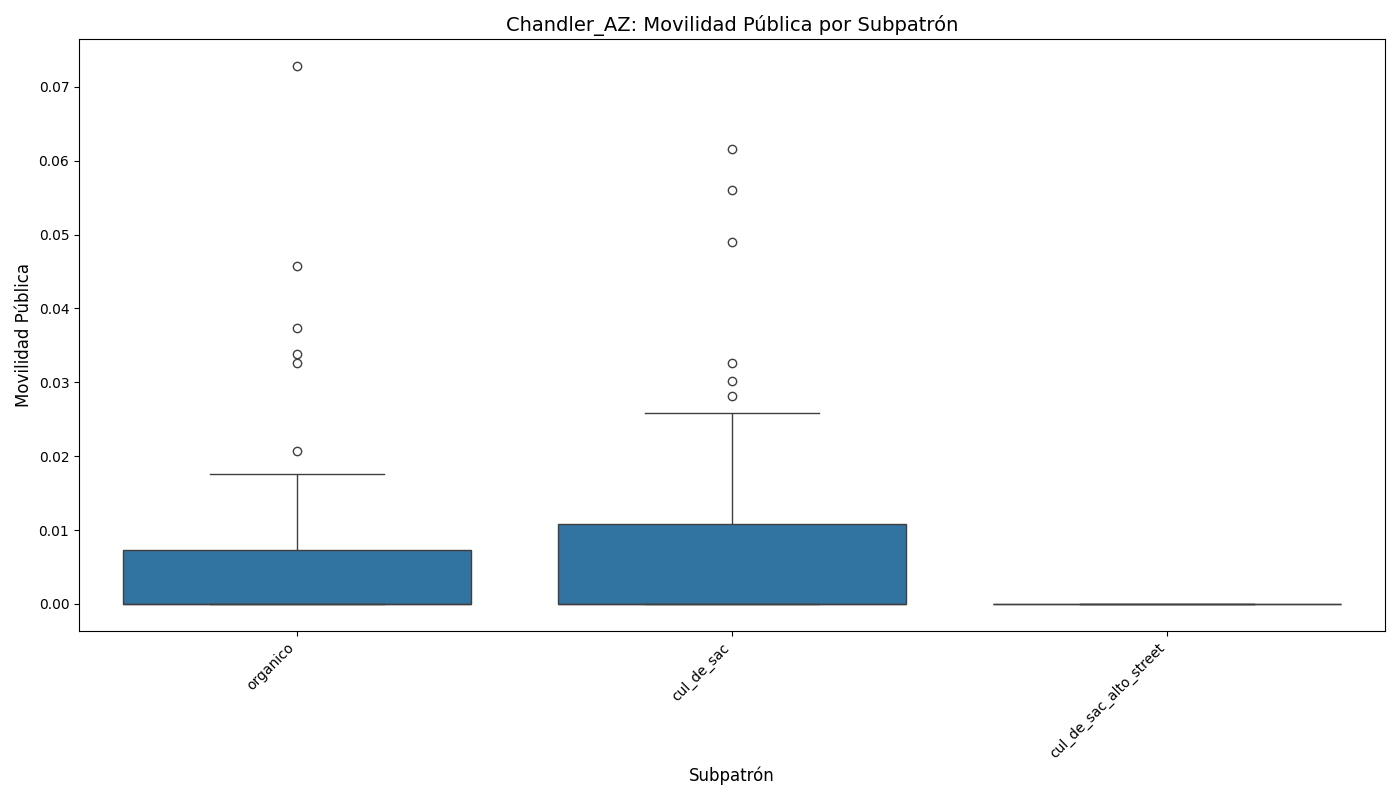 Chandler_AZ: Movilidad Pública por Subpatrón
Movilidad Pública
0.07
0.06
0.05
0.04
0.03
0.02
0.01
0.00
organico
cul_de_sac
cul_de_sac_alto_street
Subpatrón